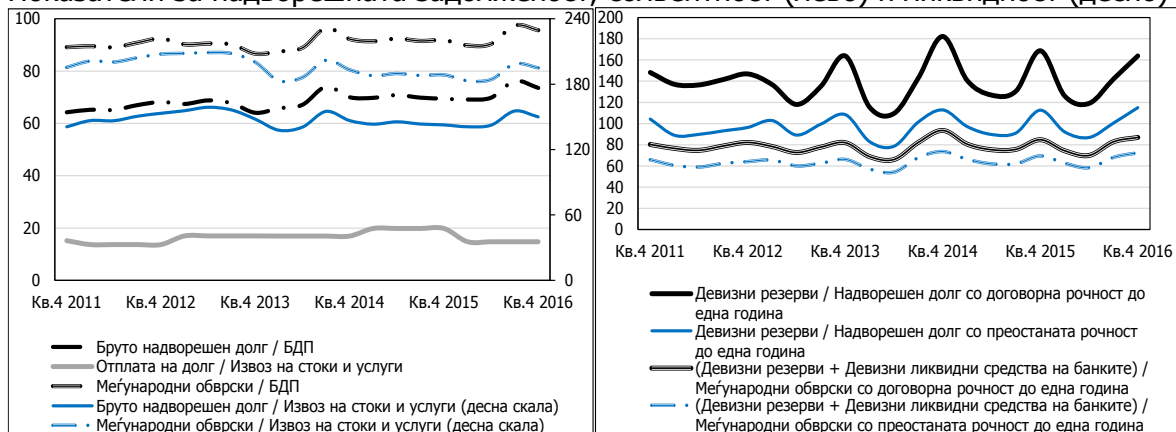 Показатели за надворешната задолженост, солвентност (лево) и ликвидност (десно)
100
80
60
40
20
0
240
180
120
60
0
Кв.4 2011 Кв.4 2012 Кв.4 2013 Кв.4 2014 Кв.4 2015 Кв.4 2016
Бруто надворешен долг / БДП
Отплата на долг / Извоз на стоки и услуги
Меѓународни обврски / БДП
Бруто надворешен долг / Извоз на стоки и услуги (десна скала)
Меѓународни обврски / Извоз на стоки и услуги (десна скала)
200
180
160
140
120
100
80
60
40
20
0
Кв.4 2011 Кв.4 2012 Кв.4 2013 Кв.4 2014 Кв.4 2015 Кв.4 2016
Девизни резерви / Надворешен долг со договорна рочност до
една година
Девизни резерви / Надворешен долг со преостаната рочност
до една година
(Девизни резерви + Девизни ликвидни средства на банките) /
Меѓународни обврски со договорна рочност до една година
(Девизни резерви + Девизни ликвидни средства на банките) /
Меѓународни обврски со преостаната рочност до една година